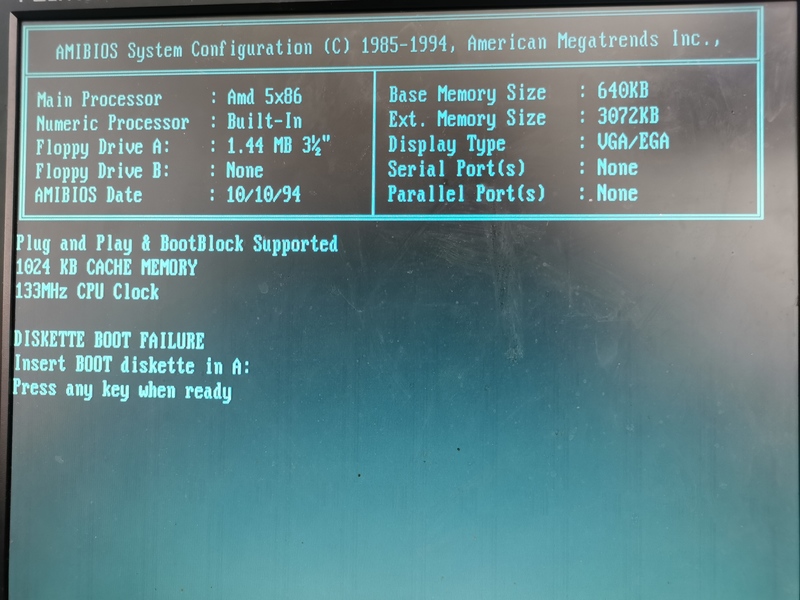 AMIBIOS System Configuration (C) 1985-1994, American Megatrends Inc.,
Main Processor : Amd 5x86
Numeric Processor : Built-In
Floppy Drive A: : 1.44 MB 3½"
Floppy Drive B: : None
AMIBIOS Date : 10/10/94
Base Memory Size : 640KB
Ext. Memory Size : 3072KB
Display Type : VGA/EGA
Serial Port(s) : None
Parallel Port(s) : None
Plug and Play & BootBlock Supported
1024 KB CACHE MEMORY
133MHz CPU Clock
DISKETTE BOOT FAILURE
Insert BOOT diskette in A:
Press any key when ready